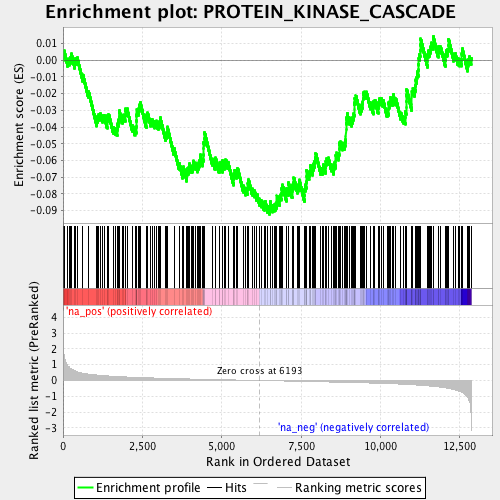 Enrichment plot: PROTEIN_KINASE_CASCADE
Enrichment score (ES)
0.01
0.00
-0.01
-0.02
-0.03
-0.04
-0.05
-0.06
-0.07
-0.08
-0.09
'na_pos' (positively correlated)
Ranked list metric (PreRanked)
4
3
2
1
0
-1
-2
-3
Zero cross at 6193
'na_neg' (negatively correlated)
0
2,500
5,000
7,500
10,000
12,500
Rank in Ordered Dataset
Enrichment profile
Hits
Ranking metric scores